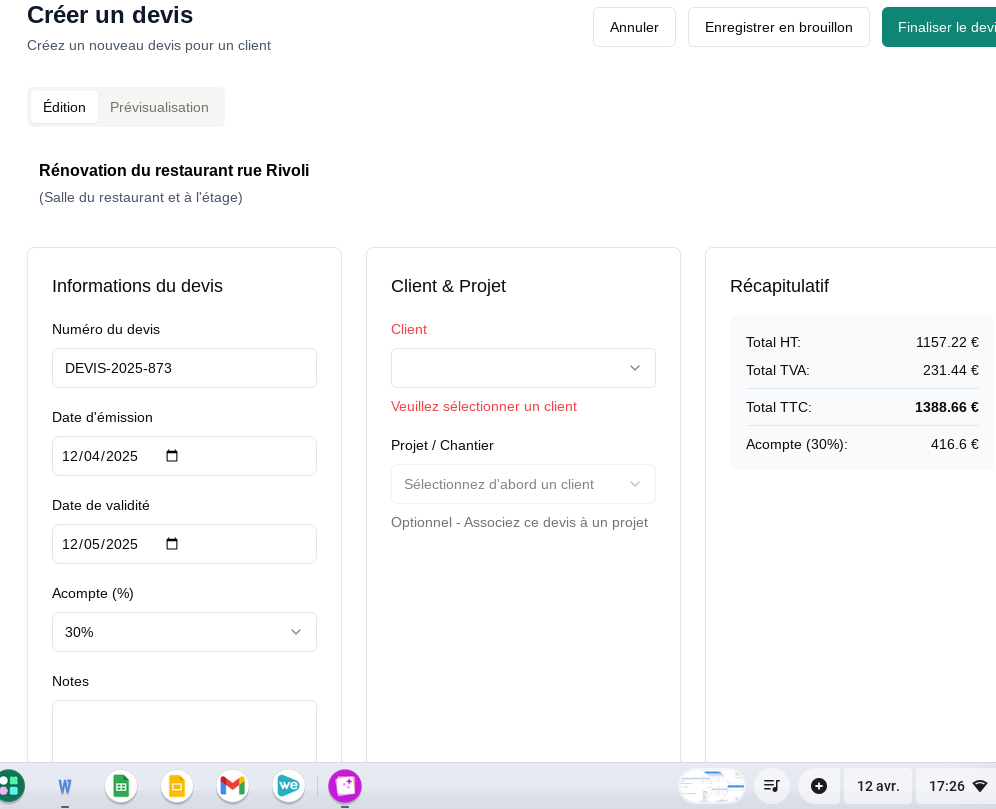 Créer un devis
Créez un nouveau devis pour un client
Annuler
Enregistrer en brouillon
Finaliser le devi
Édition
Prévisualisation
Rénovation du restaurant rue Rivoli
(Salle du restaurant et à l'étage)
Informations du devis
Numéro du devis
DEVIS-2025-873
Date d'émission
12/04/2025
Date de validité
12/05/2025
Acompte (%)
30%
Notes
Client & Projet
Client
Veuillez sélectionner un client
Projet / Chantier
Sélectionnez d'abord un client
Optionnel - Associez ce devis à un projet
Récapitulatif
Total HT: 1157.22 €
Total TVA: 231.44 €
Total TTC: 1388.66 €
Acompte (30%): 416.6 €
W
we
12 avr.
17:26